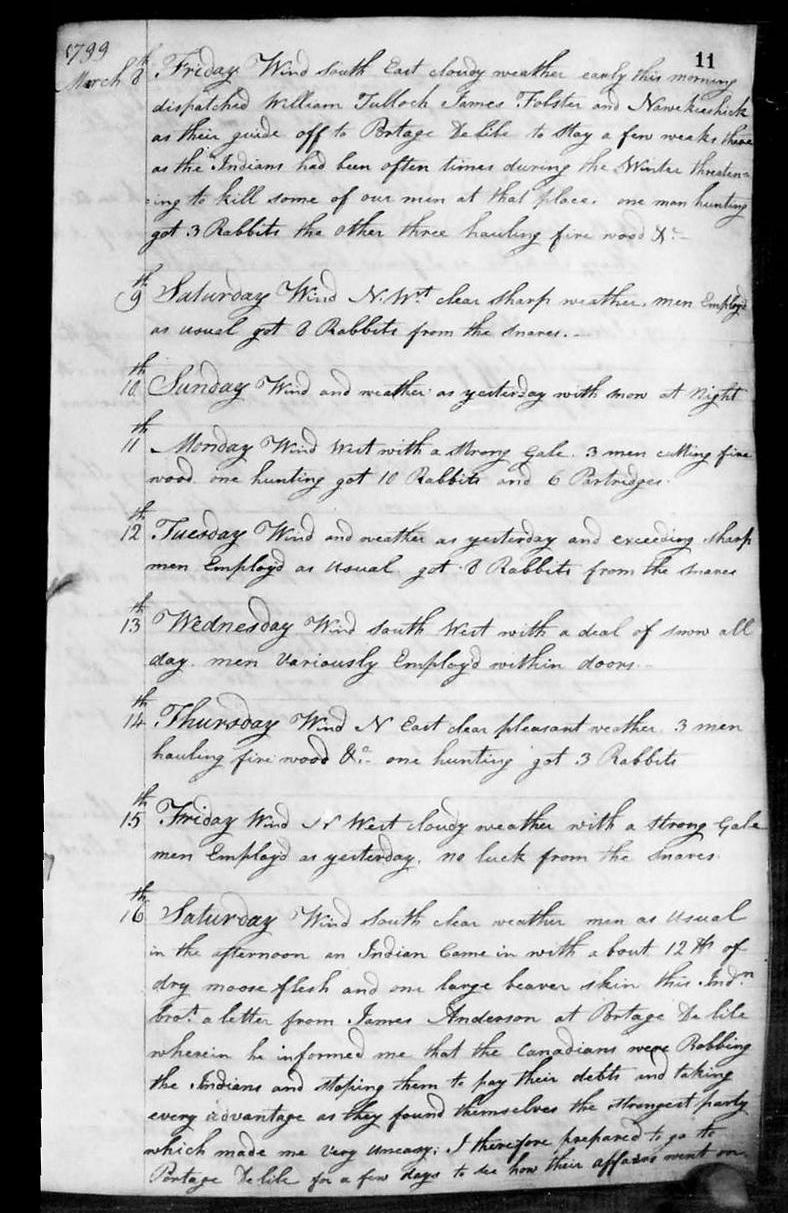 1799
11
March 8th Friday Wind South East cloudy weather early this morning
dispatched William Tulloch James Folster and Nawekeshick
as their guide off to Portage De lile to stay a few weaks there
as the Indians had been often times during the Winter threaten=
=ing to kill some of our men at that place. one man hunting
got 3 Rabbits the other three hauling fire wood &c.
9th Saturday Wind N. Wt. clear sharp weather. men Employd
as usual got 8 Rabbits from the snares.
10th Sunday Wind and weather as yesterday with snow at Night
11th Monday Wind West with a strong Gale. 3 men cutting fire
wood. one hunting got 10 Rabbits and 6 Partridges.
12th Tuesday Wind and weather as yesterday and exceeding sharp
men Employd as usual got 8 Rabbits from the snares
13th Wednesday Wind South West with a deal of snow all
day. men variously Employd within doors.
14th Thursday Wind N East clear pleasant weather 3 men
hauling fire wood &c. one hunting got 3 Rabbits
15th Friday Wind N West cloudy weather with a strong Gale
men Employd as yesterday. no luck from the snares.
16th Saturday Wind South clear weather men as usual
in the afternoon an Indian Came in with about 12 lb of
dry moose flesh and one large beaver skin this Indn.
brot. a letter from James Anderson at Portage De lile
wherein he informed me that the Canadians were Robbing
the Indians and stoping them to pay their debts and taking
every advantage as they found themselves the strongest party
which made me very uneasy; I therefore prepared to go to
Portage De lile for a few days to see how their affairs went on